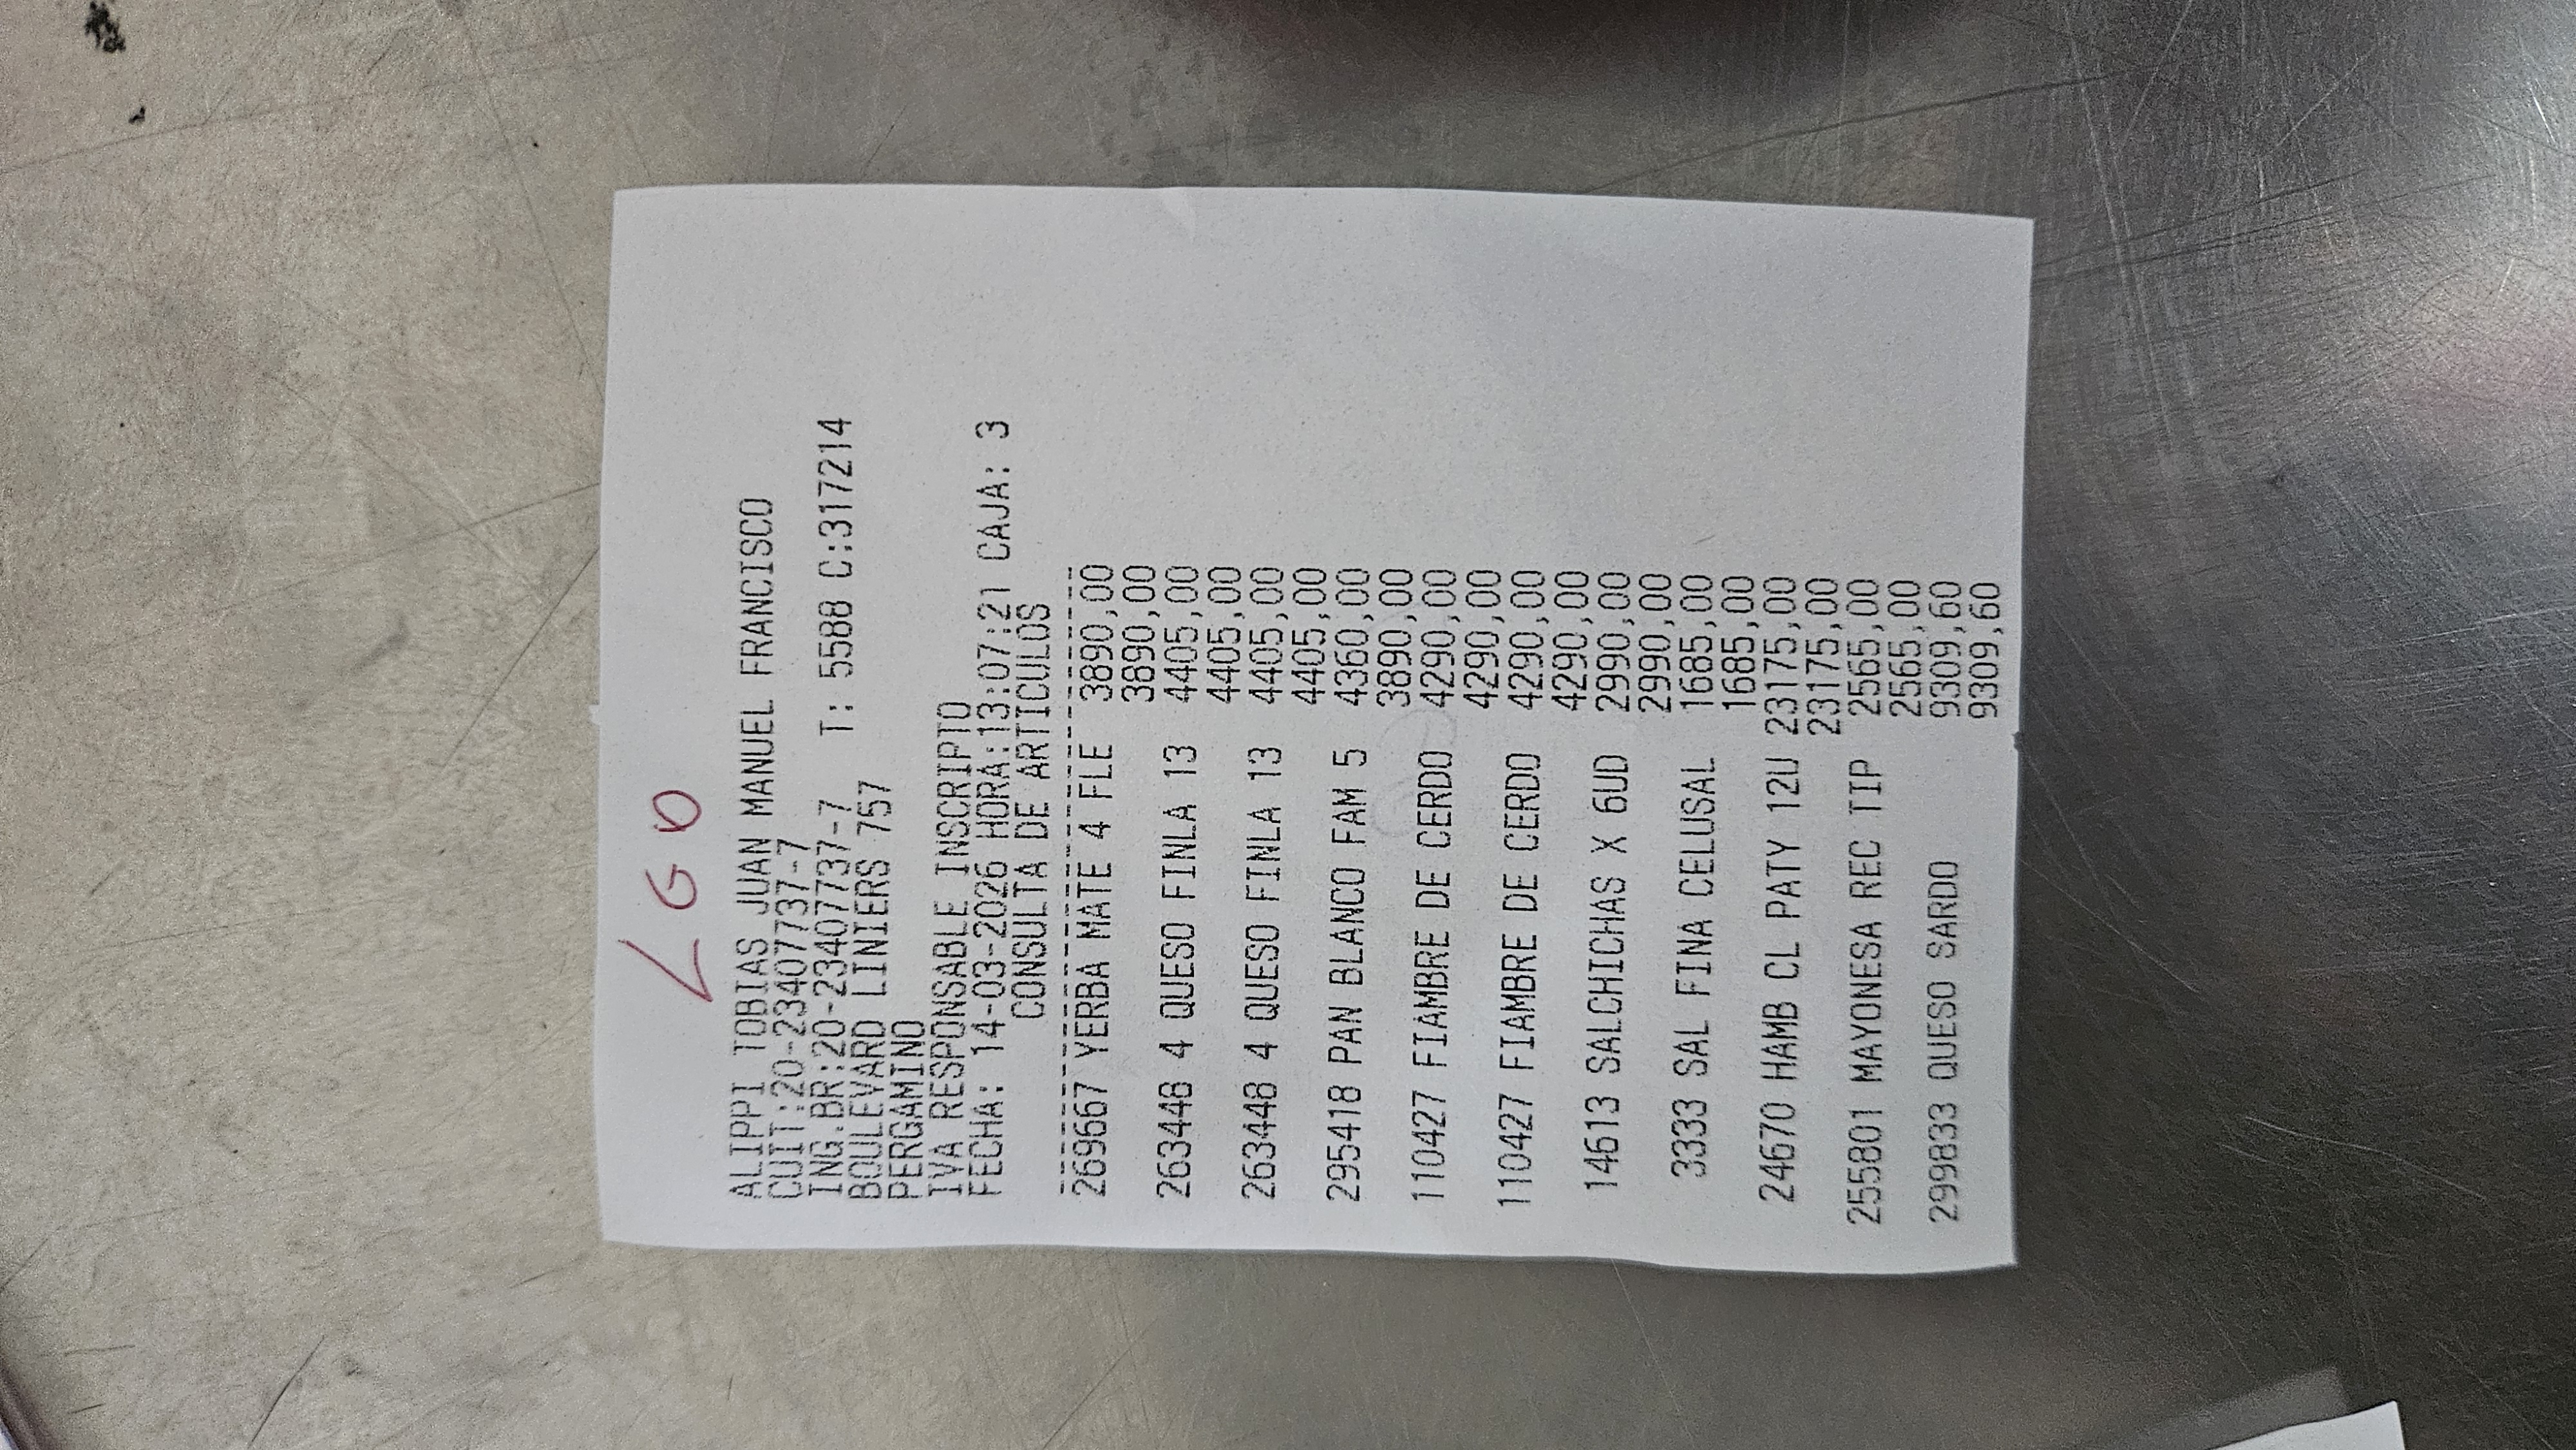 LGO
ALIPPI TOBIAS JUAN MANUEL FRANCISCO
CUIT:20-23407737-7
ING.BR:20-23407737-7 T: 5588 C:317214
BOULEVARD LINIERS 757
PERGAMINO
IVA RESPONSABLE INSCRIPTO
FECHA: 14-03-2026 HORA:13:07:21 CAJA: 3
CONSULTA DE ARTICULOS
269667 YERBA MATE 4 FLE 3890,00
3890,00
263448 4 QUESO FINLA 13 4405,00
4405,00
263448 4 QUESO FINLA 13 4405,00
4405,00
295418 PAN BLANCO FAM 5 4360,00
3890,00
110427 FIAMBRE DE CERDO 4290,00
4290,00
110427 FIAMBRE DE CERDO 4290,00
4290,00
14613 SALCHICHAS X 6UD 2990,00
2990,00
3333 SAL FINA CELUSAL 1685,00
1685,00
24670 HAMB CL PATY 12U 23175,00
23175,00
255801 MAYONESA REC TIP 2565,00
2565,00
299833 QUESO SARDO 9309,60
9309,60